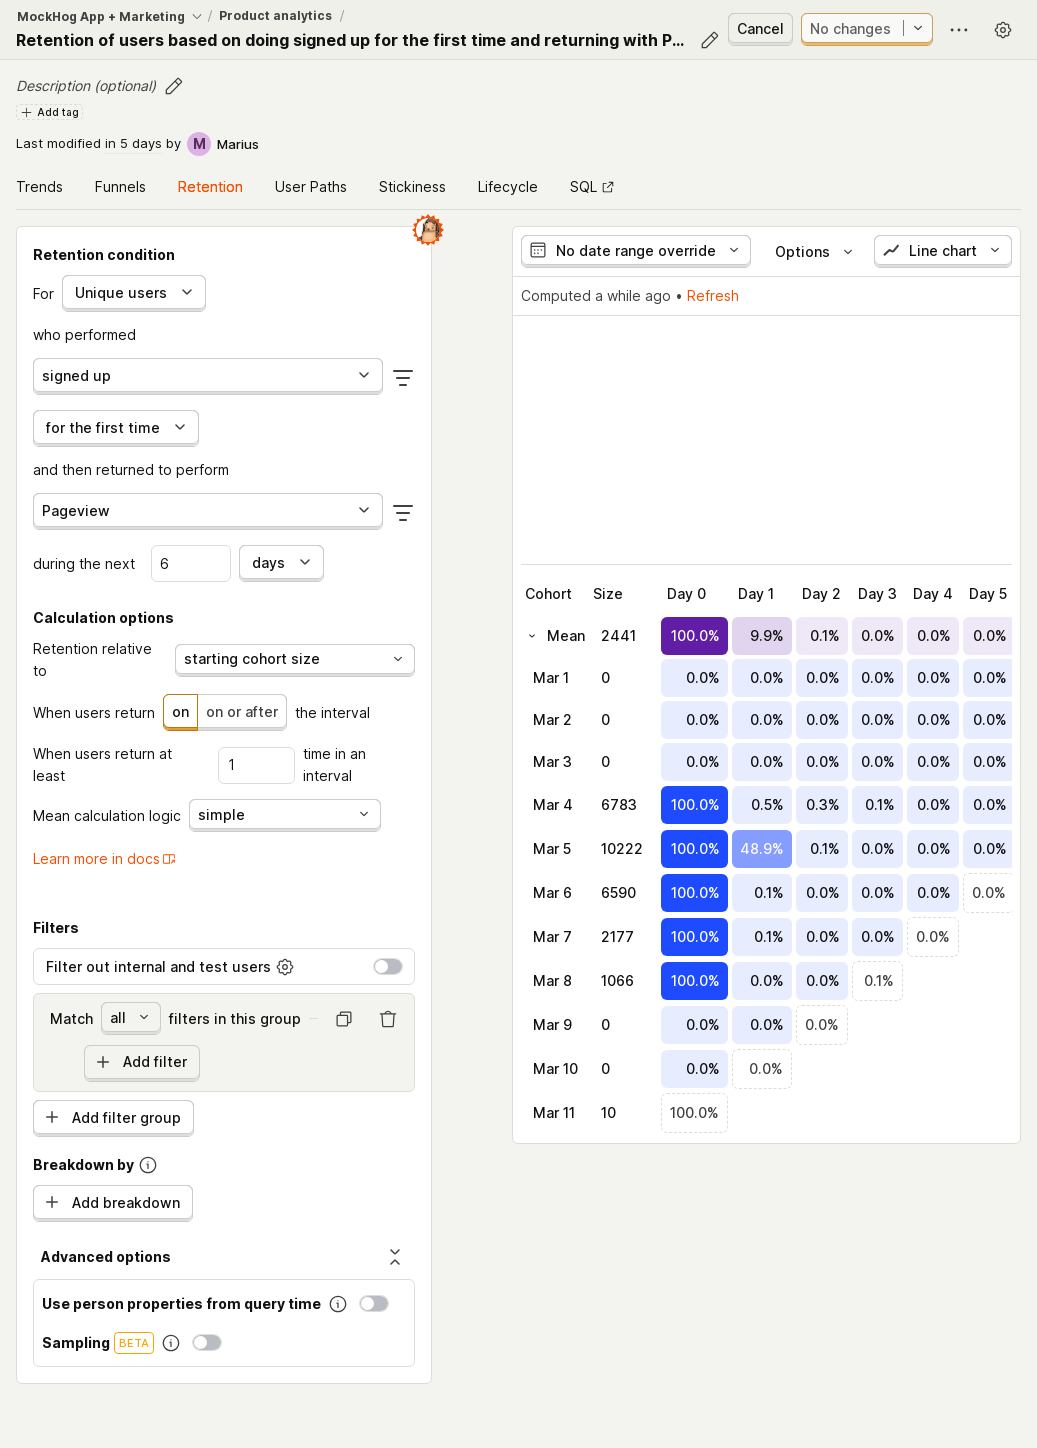 MockHog App + Marketing / Product analytics /
Retention of users based on doing signed up for the first time and returning with P...
Cancel
No changes
Description (optional)
Add tag
Last modified in 5 days by M Marius
Trends Funnels Retention User Paths Stickiness Lifecycle SQL
Retention condition
For Unique users
who performed
signed up
for the first time
and then returned to perform
Pageview
during the next 6 days
Calculation options
Retention relative to starting cohort size
When users return on on or after the interval
When users return at least 1 time in an interval
Mean calculation logic simple
Learn more in docs
Filters
Filter out internal and test users
Match all filters in this group
Add filter
Add filter group
Breakdown by
Add breakdown
Advanced options
Use person properties from query time
Sampling BETA
No date range override Options Line chart
Computed a while ago • Refresh
Cohort Size Day 0 Day 1 Day 2 Day 3 Day 4 Day 5
Mean 2441 100.0% 9.9% 0.1% 0.0% 0.0% 0.0%
Mar 1 0 0.0% 0.0% 0.0% 0.0% 0.0% 0.0%
Mar 2 0 0.0% 0.0% 0.0% 0.0% 0.0% 0.0%
Mar 3 0 0.0% 0.0% 0.0% 0.0% 0.0% 0.0%
Mar 4 6783 100.0% 0.5% 0.3% 0.1% 0.0% 0.0%
Mar 5 10222 100.0% 48.9% 0.1% 0.0% 0.0% 0.0%
Mar 6 6590 100.0% 0.1% 0.0% 0.0% 0.0% 0.0%
Mar 7 2177 100.0% 0.1% 0.0% 0.0% 0.0%
Mar 8 1066 100.0% 0.0% 0.0% 0.1%
Mar 9 0 0.0% 0.0% 0.0%
Mar 10 0 0.0% 0.0%
Mar 11 10 100.0%